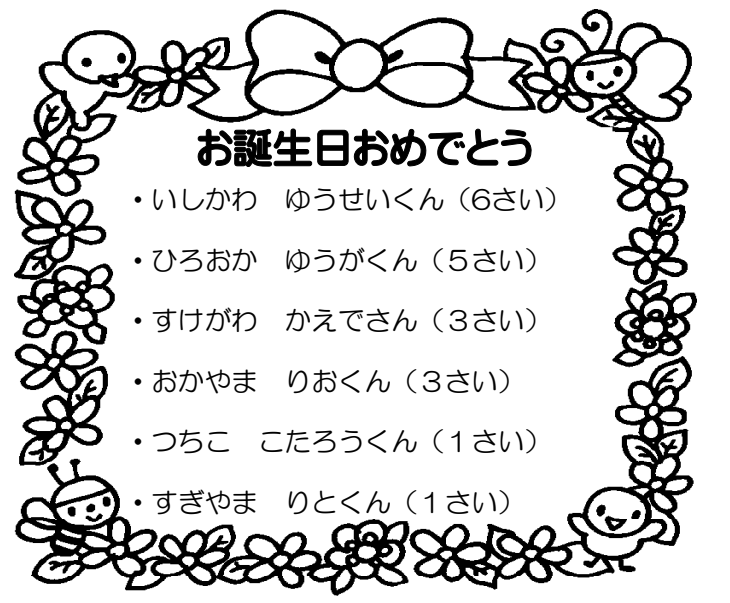 お誕生日おめでとう
・いしかわ　ゆうせいくん（6さい）
・ひろおか　ゆうがくん（５さい）
・すけがわ　かえでさん（３さい）
・おかやま　りおくん（３さい）
・つちこ　こたろうくん（１さい）
・すぎやま　りとくん（１さい）